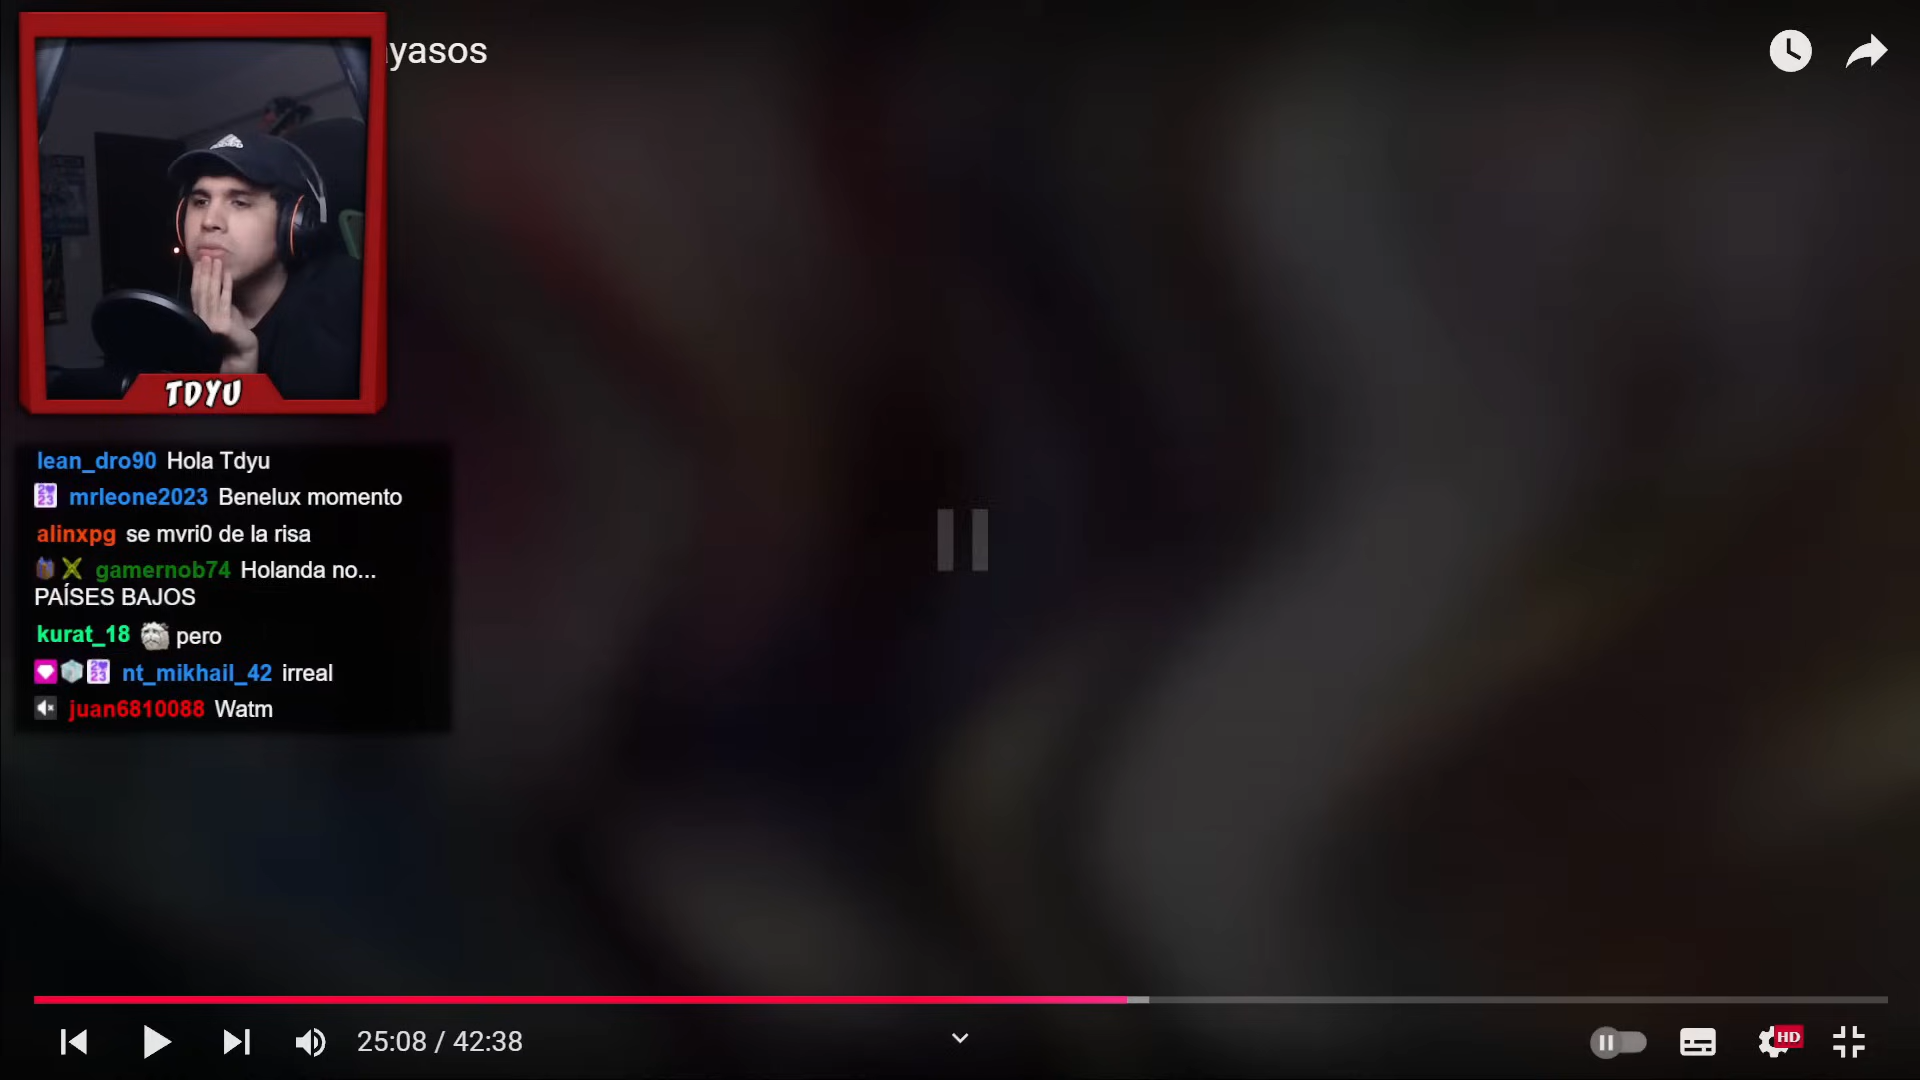 ayasos
TDYU
lean_dro90 Hola Tdyu
mrleone2023 Benelux momento
alinxpg se mvri0 de la risa
gamernob74 Holanda no...
PAÍSES BAJOS
kurat_18 pero
nt_mikhail_42 irreal
juan6810088 Watm
25:08 / 42:38
HD